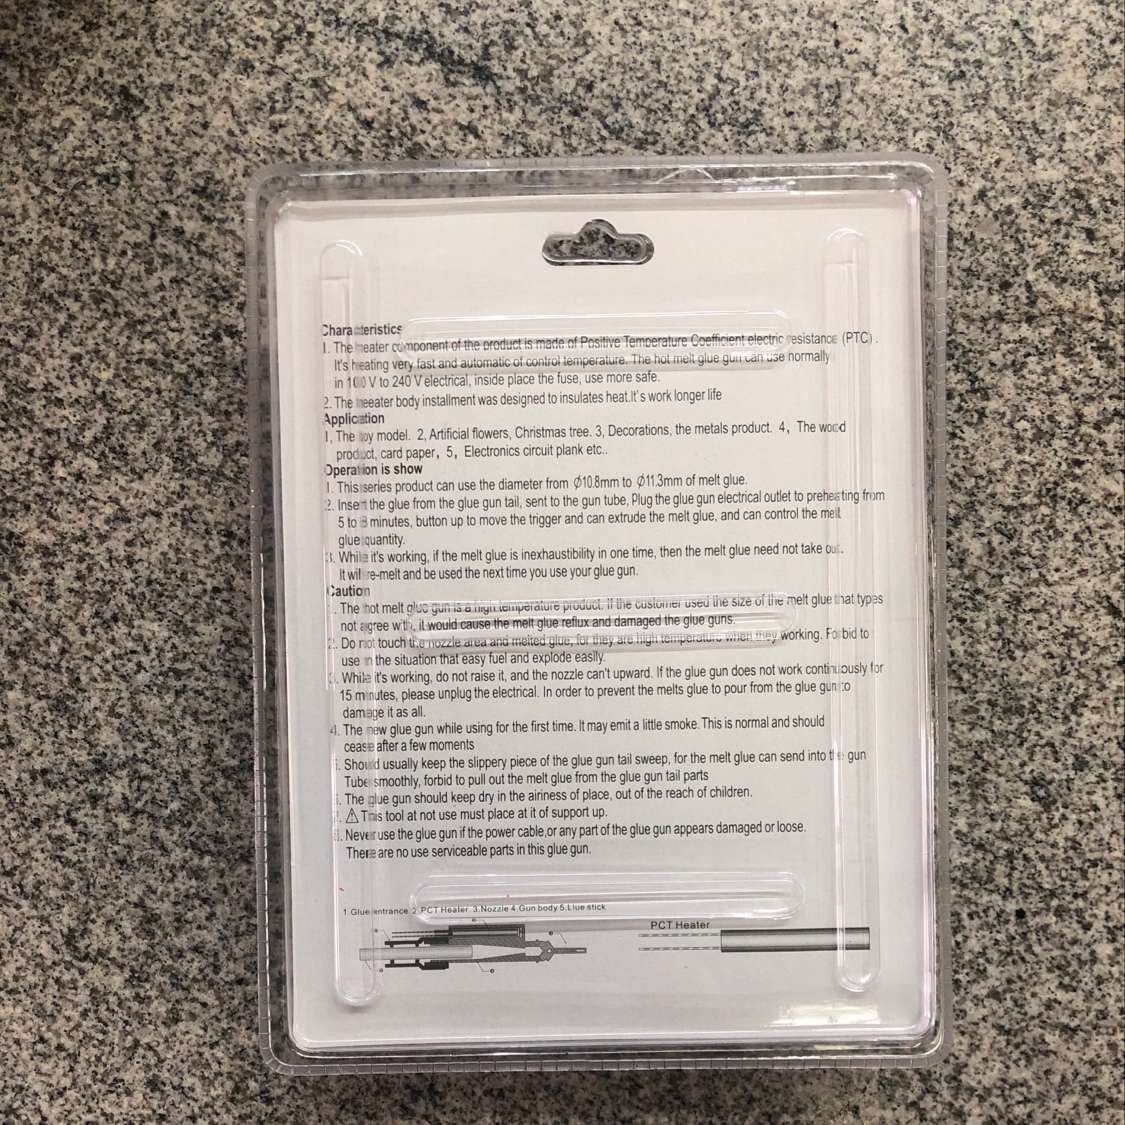 Characteristics
1. The heater component of the product is made of Positive Temperature Coefficient electric resistance (PTC) .
It's heating very fast and automatic of control temperature. The hot melt glue gun can use normally
in 100 V to 240 V electrical, inside place the fuse, use more safe.
2. The heeater body installment was designed to insulates heat.It's work longer life
Application
1, The toy model. 2, Artificial flowers, Christmas tree. 3, Decorations, the metals product. 4, The wood
product, card paper, 5, Electronics circuit plank etc..
Operation is show
1. This series product can use the diameter from ϕ10.8mm to ϕ11.3mm of melt glue.
2. Insert the glue from the glue gun tail, sent to the gun tube, Plug the glue gun electrical outlet to preheating from
5 to 8 minutes, button up to move the trigger and can extrude the melt glue, and can control the melt
glue quantity.
3. While it's working, if the melt glue is inexhaustibility in one time, then the melt glue need not take out.
It will re-melt and be used the next time you use your glue gun.
Caution
1. The hot melt glue gun is a high temperature product. If the customer used the size of the melt glue that types
not agree with, it would cause the melt glue reflux and damaged the glue guns.
2. Do not touch the nozzle area and melted glue, for they are high temperature when they working. Forbid to
use in the situation that easy fuel and explode easily.
3. While it's working, do not raise it, and the nozzle can't upward. If the glue gun does not work continuously for
15 minutes, please unplug the electrical. In order to prevent the melts glue to pour from the glue gun to
damage it as all.
4. The new glue gun while using for the first time. It may emit a little smoke. This is normal and should
cease after a few moments
5. Should usually keep the slippery piece of the glue gun tail sweep, for the melt glue can send into the gun
Tube smoothly, forbid to pull out the melt glue from the glue gun tail parts
6. The glue gun should keep dry in the airiness of place, out of the reach of children.
7. ⚠ This tool at not use must place at it of support up.
8. Never use the glue gun if the power cable,or any part of the glue gun appears damaged or loose.
There are no use serviceable parts in this glue gun.
1.Glue entrance 2.PCT Heater 3.Nozzle 4.Gun body 5.Llue stick
PCT Heater